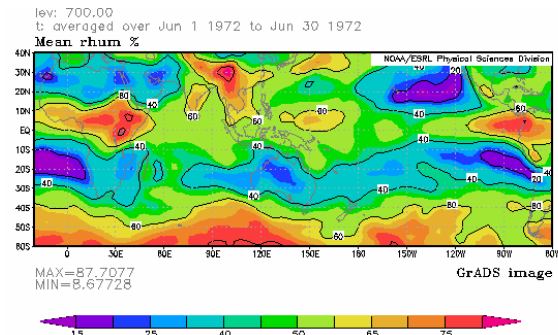 lev: 700.00
t: averaged over Jun 1 1972 to Jun 30 1972
Mean rhum %
NOAA/ESRL Physical Sciences Division
40N
30N
20N
10N
EQ
10S
20S
30S
40S
50S
60S
0 30E 60E 90E 120E 150E 180 150W 120W 90W 60W
MAX=87.7077
MIN=8.67728
GrADS image
15 25 35 40 50 65 75